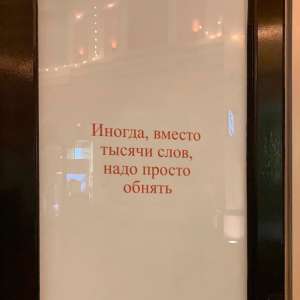 Иногда, вместо
тысячи слов,
надо просто
обнять